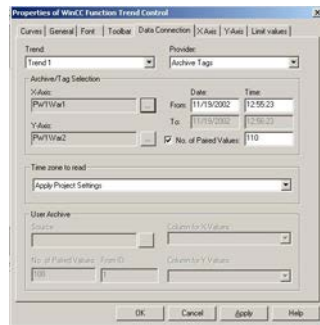 Properties of WinCC Function Trend Control
Curves General Font Toolbar Data Connection X Axis Y Axis Limit values
Trend: Provider:
Trend 1 Archive Tags
Archive/Tag Selection
X-Axis: Date: Time:
PW1\Var1 ... From: 11/19/2002 12:55:23
Y-Axis: To: 11/19/2002 12:56:23
PW1\Var2 ... No. of Paired Values: 110
Time zone to read
Apply Project Settings
User Archive
Source: Column for X Values:
No. of Paired Values: From ID:
Column for Y Values:
100 1
OK Cancel Apply Help